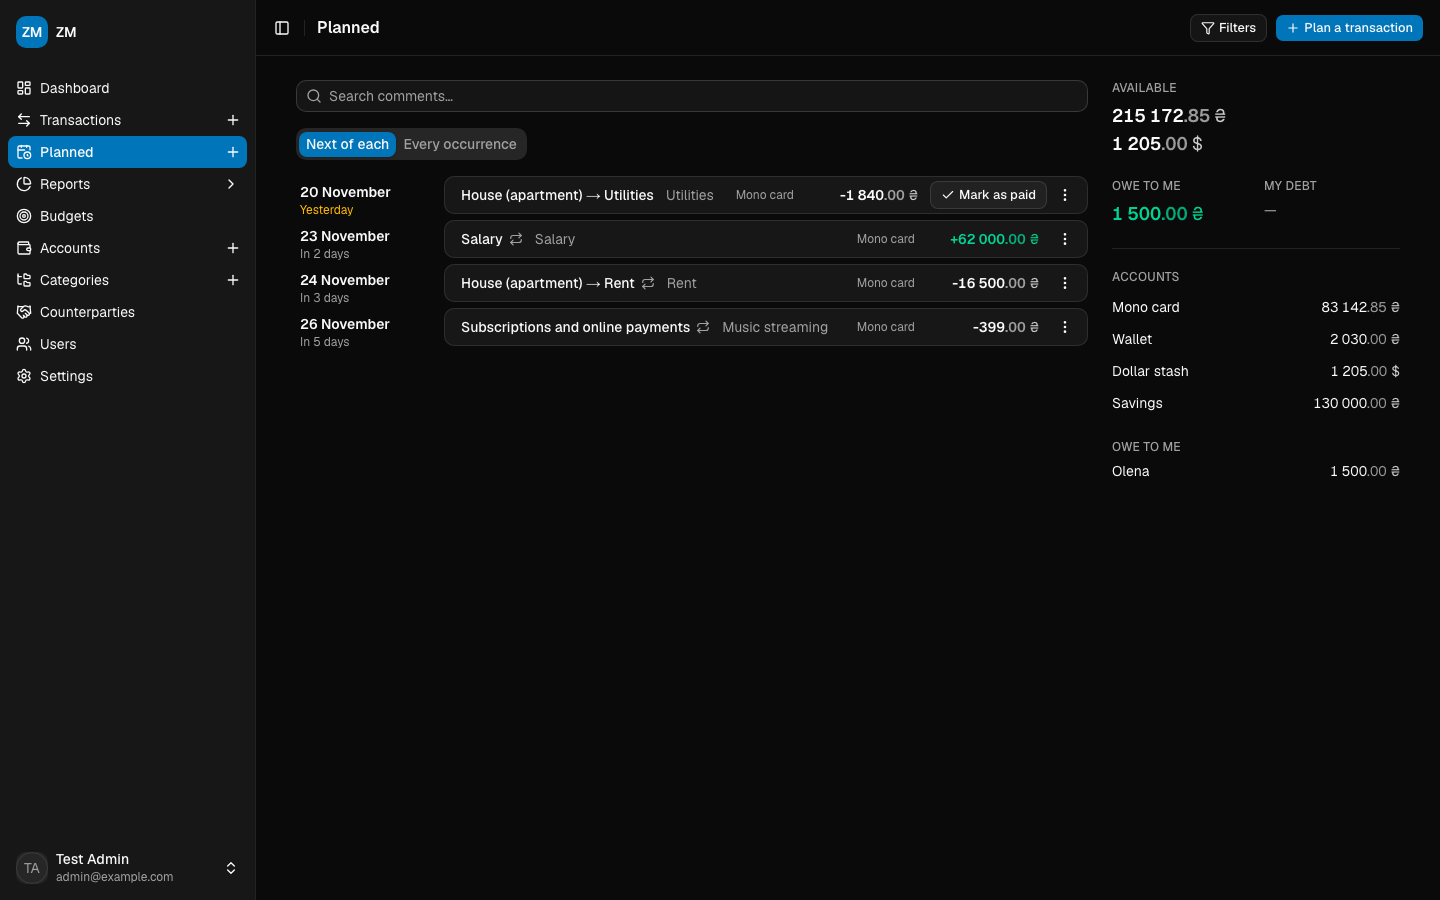 ZM ZM
Dashboard
Transactions
Planned
Reports
Budgets
Accounts
Categories
Counterparties
Users
Settings
TA Test Admin
admin@example.com
Planned
Filters
Plan a transaction
Search comments...
Next of each Every occurrence
20 November
Yesterday
House (apartment) → Utilities Utilities Mono card -1 840.00 ₴ Mark as paid
23 November
In 2 days
Salary Salary Mono card +62 000.00 ₴
24 November
In 3 days
House (apartment) → Rent Rent Mono card -16 500.00 ₴
26 November
In 5 days
Subscriptions and online payments Music streaming Mono card -399.00 ₴
AVAILABLE
215 172.85 ₴
1 205.00 $
OWE TO ME MY DEBT
1 500.00 ₴ —
ACCOUNTS
Mono card 83 142.85 ₴
Wallet 2 030.00 ₴
Dollar stash 1 205.00 $
Savings 130 000.00 ₴
OWE TO ME
Olena 1 500.00 ₴